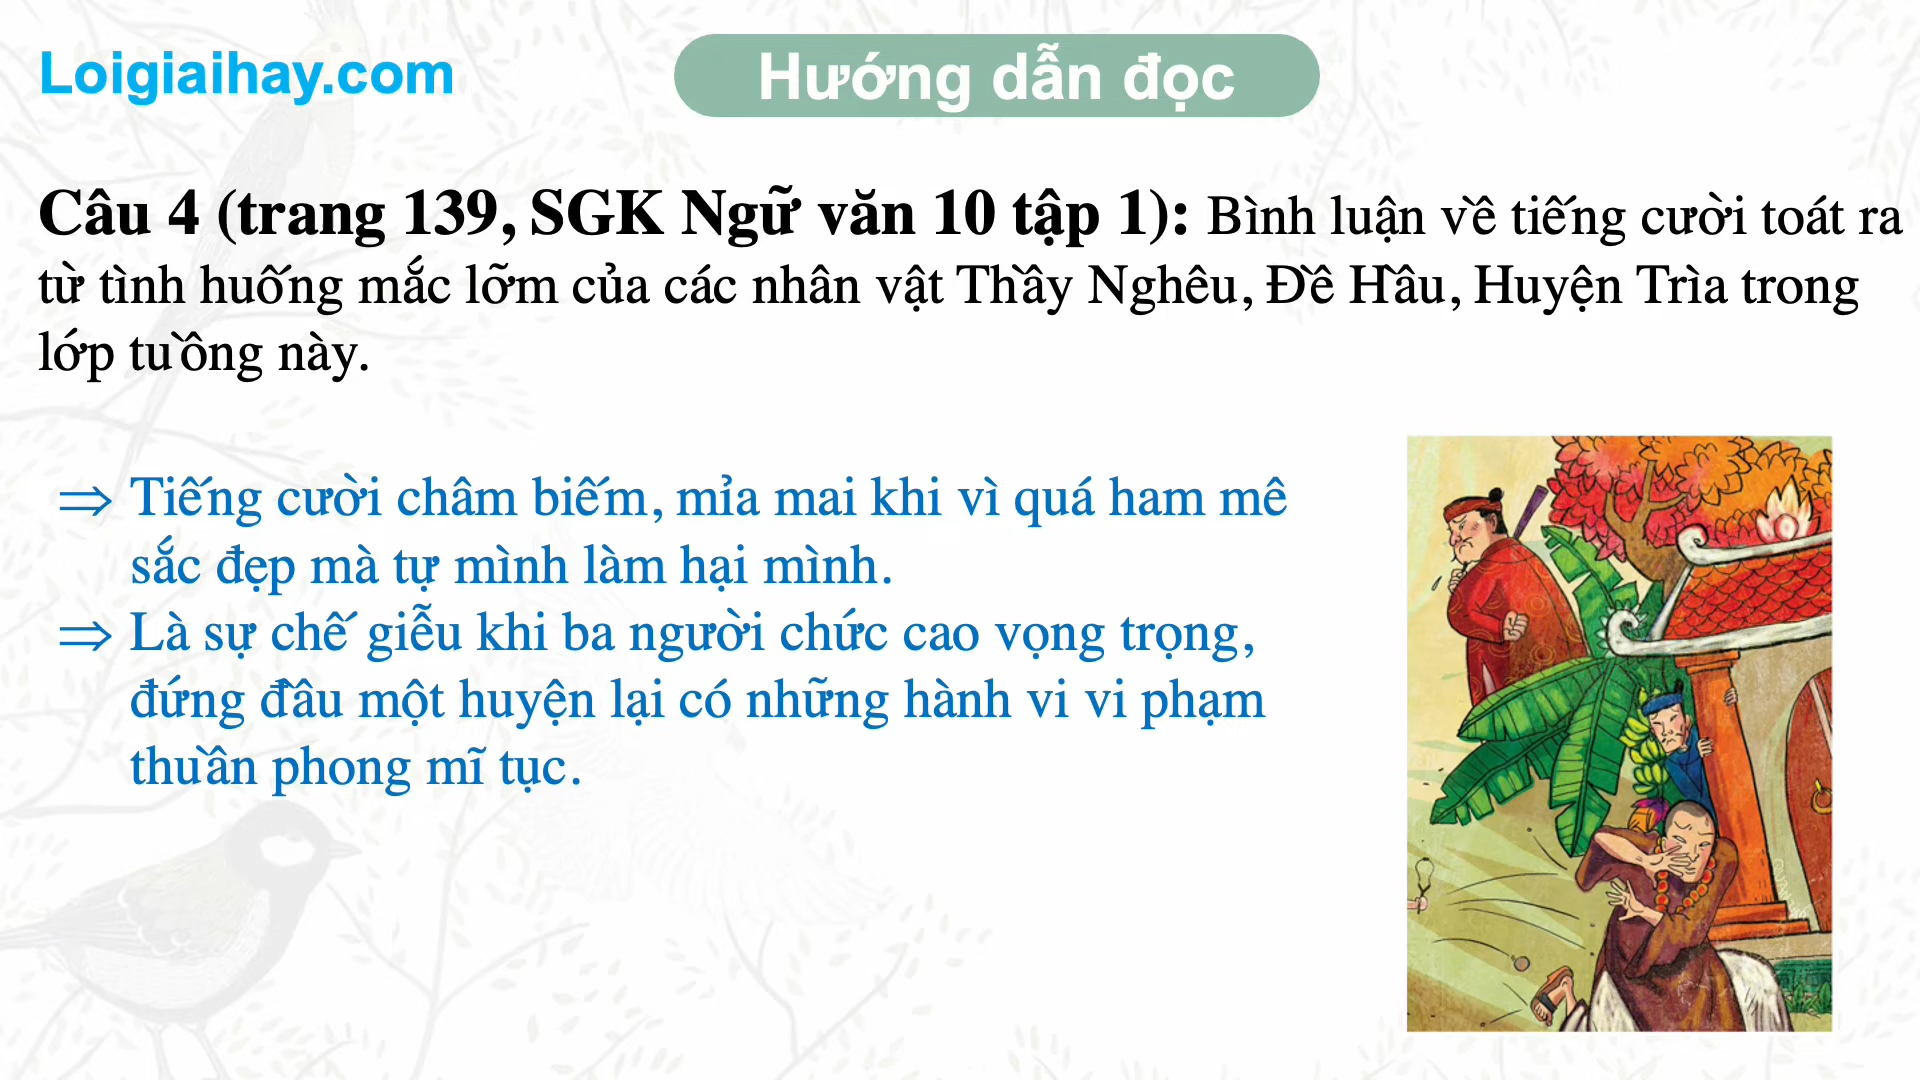 Loigiaihay.com
Hướng dẫn đọc
Câu 4 (trang 139, SGK Ngữ văn 10 tập 1): Bình luận về tiếng cười toát ra
từ tình huống mắc lỡm của các nhân vật Thầy Nghêu, Đề Hầu, Huyện Trìa trong
lớp tuồng này.
⇒ Tiếng cười châm biếm, mỉa mai khi vì quá ham mê
sắc đẹp mà tự mình làm hại mình.
⇒ Là sự chế giễu khi ba người chức cao vọng trọng,
đứng đầu một huyện lại có những hành vi vi phạm
thuần phong mĩ tục.